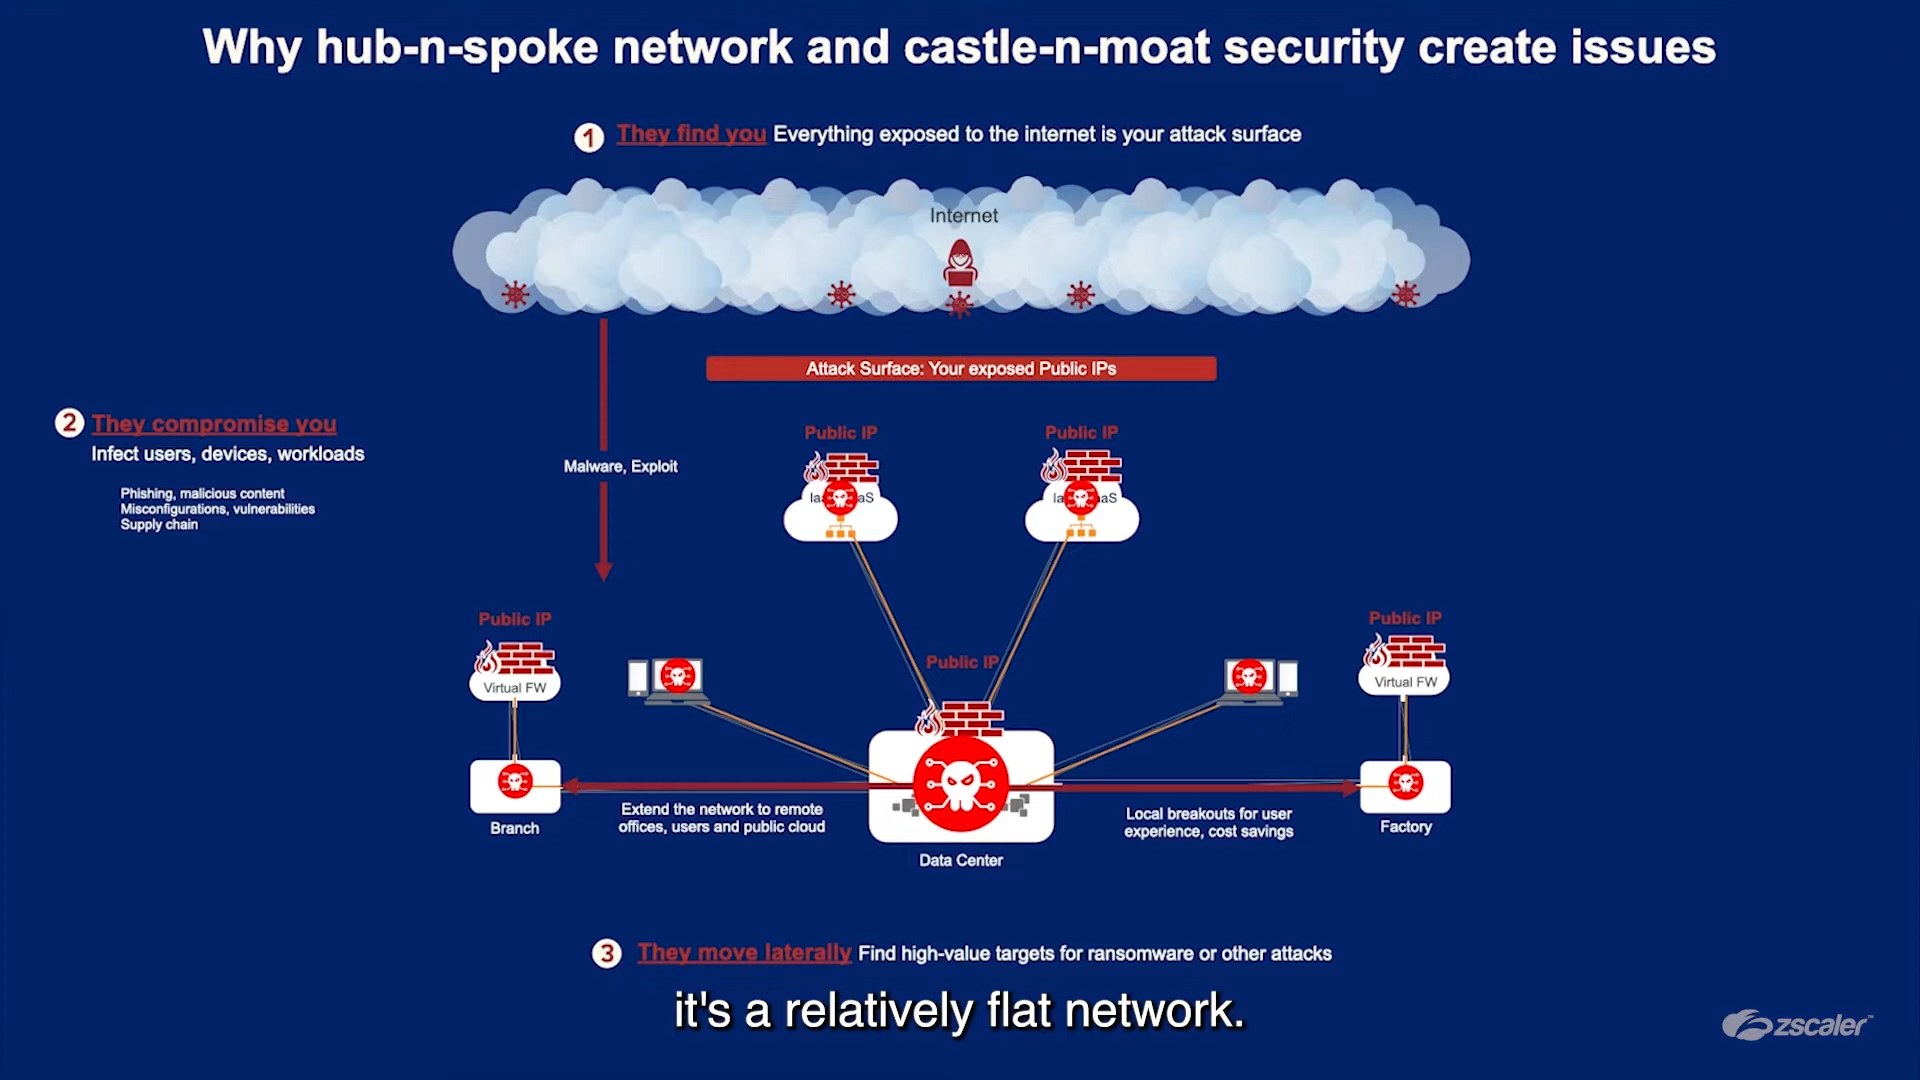 Why hub-n-spoke network and castle-n-moat security create issues
1 They find you Everything exposed to the internet is your attack surface
Internet
Attack Surface: Your exposed Public IPs
2 They compromise you
Infect users, devices, workloads
Phishing, malicious content
Misconfigurations, vulnerabilities
Supply chain
Malware, Exploit
Public IP
Public IP
Public IP
Virtual FW
Public IP
Public IP
Virtual FW
Extend the network to remote
offices, users and public cloud
Local breakouts for user
experience, cost savings
Branch
Data Center
Factory
3 They move laterally Find high-value targets for ransomware or other attacks
it's a relatively flat network.
zscaler™